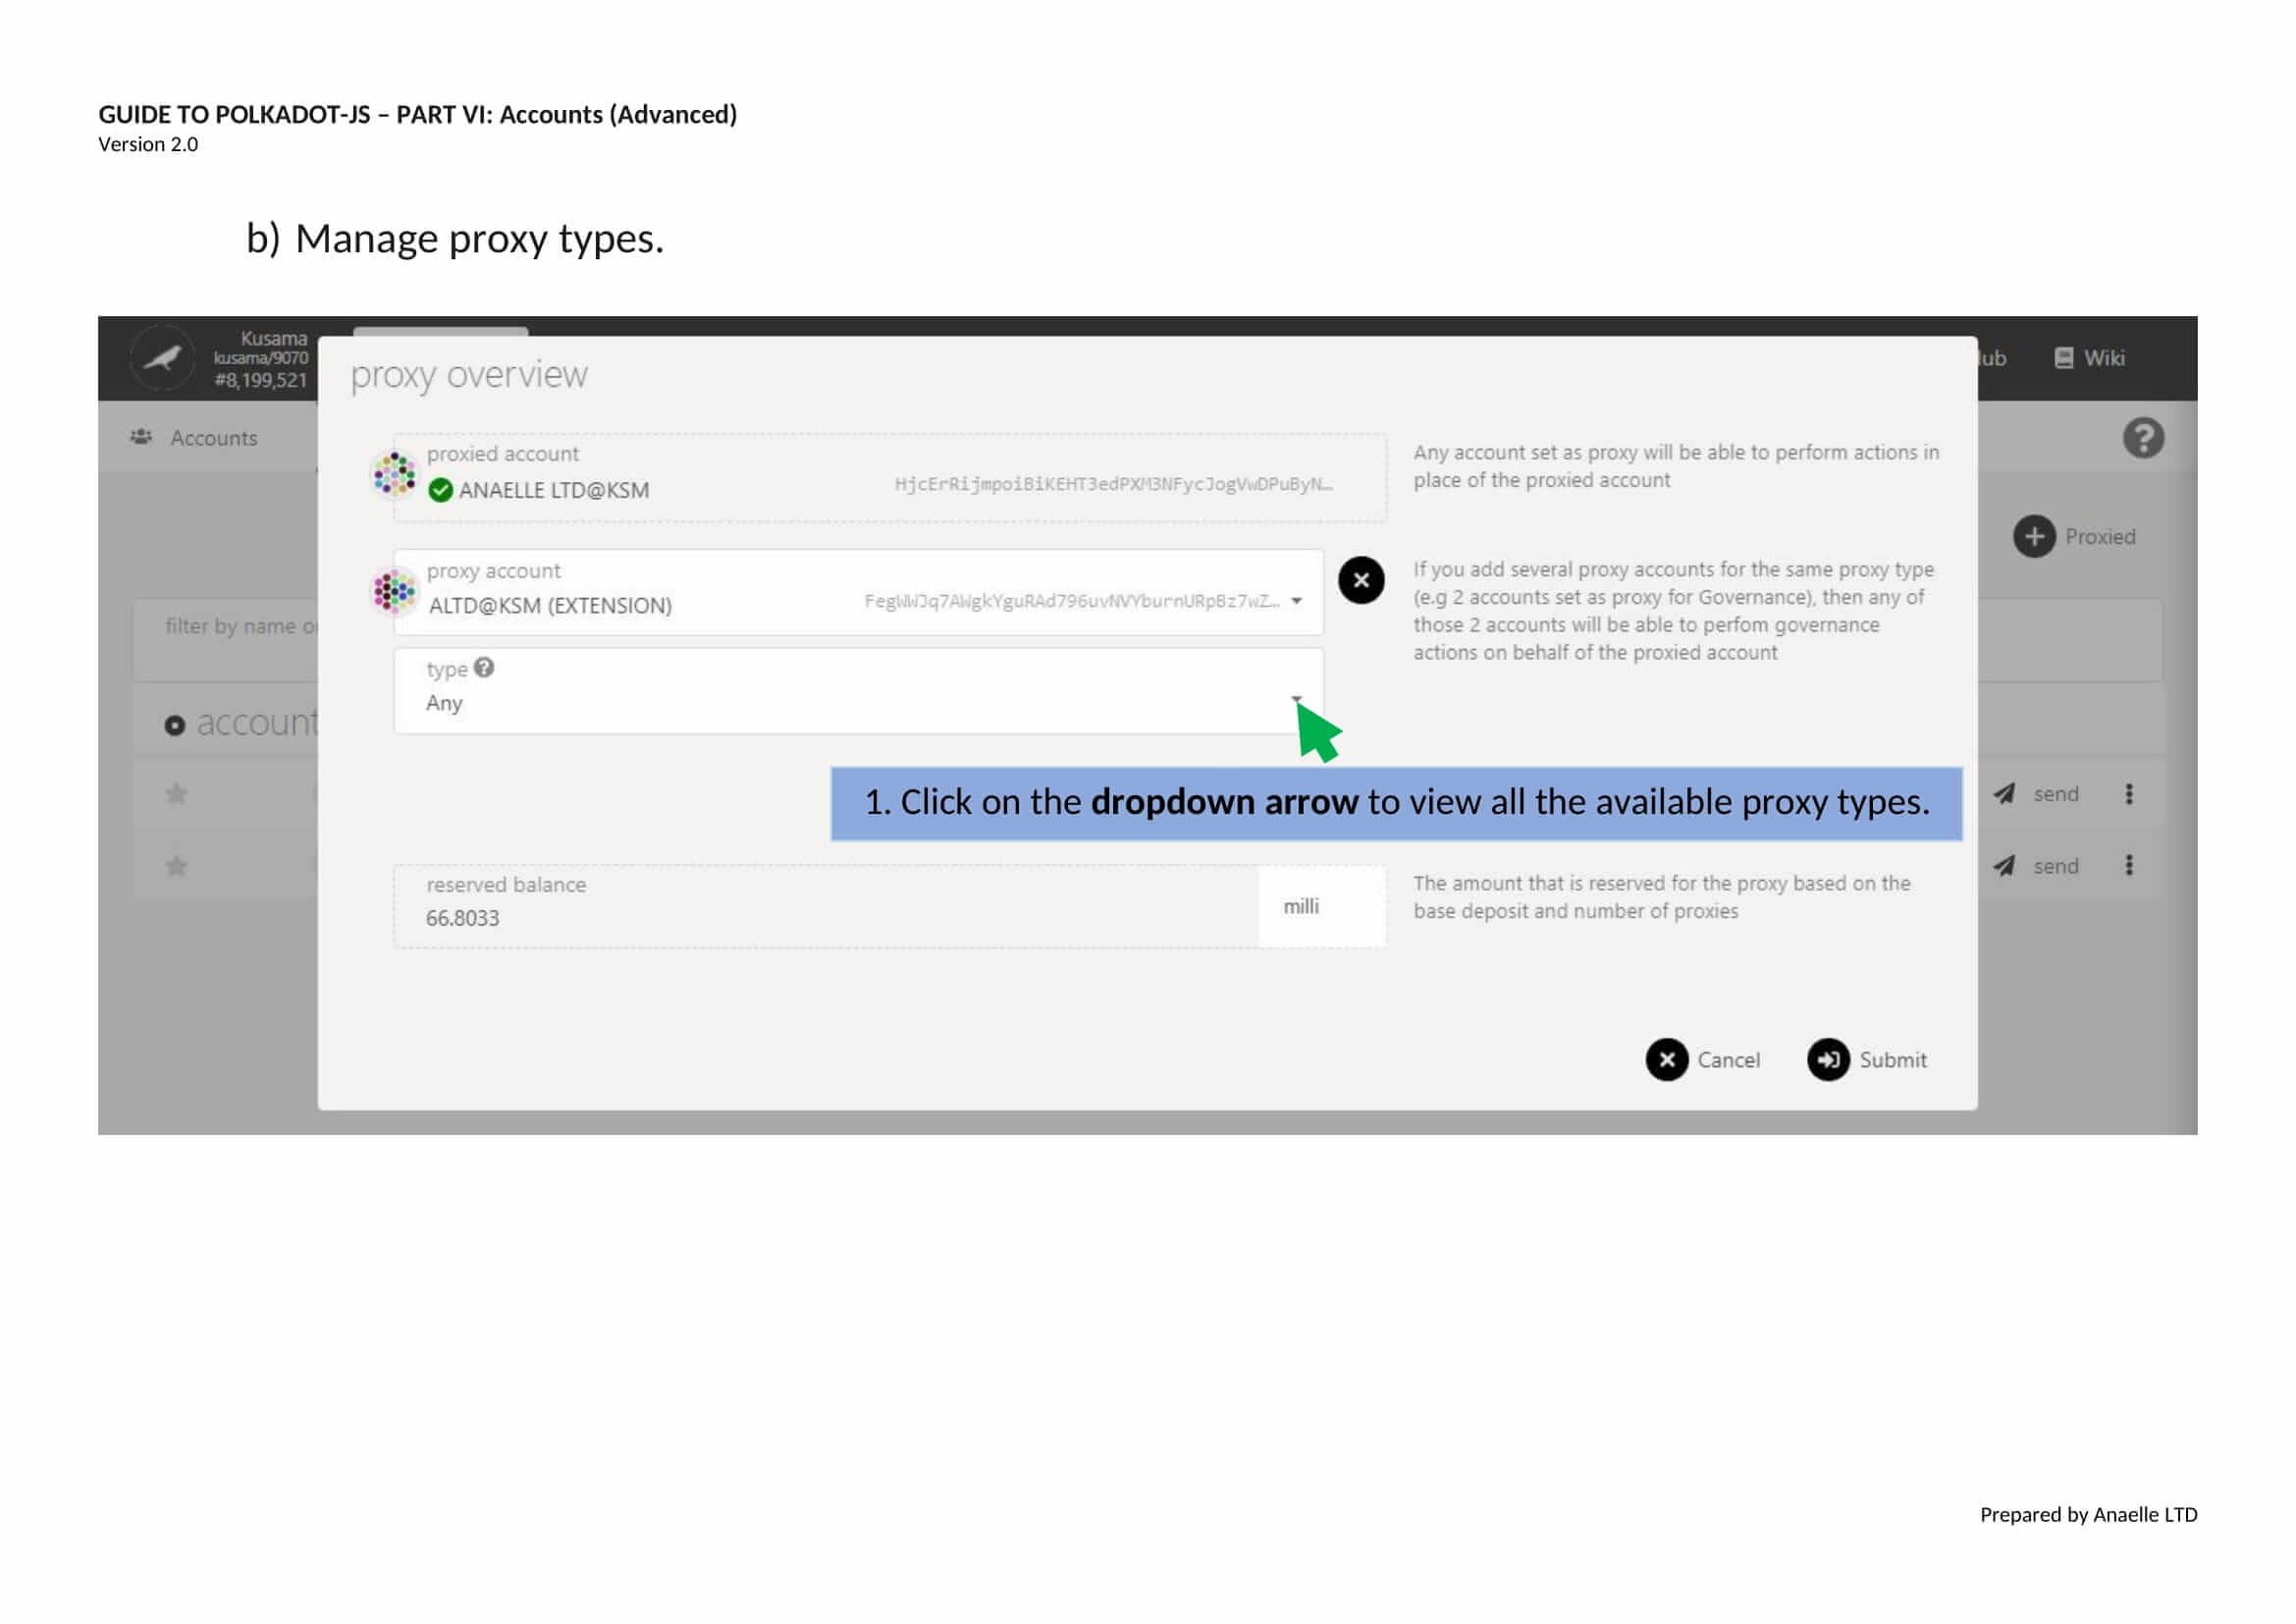 GUIDE TO POLKADOT-JS – PART VI: Accounts (Advanced)
Version 2.0
b) Manage proxy types.
Kusama
kusama/9070
#8,199,521
lub
Wiki
Accounts
proxy overview
proxied account
ANAELLE LTD@KSM
HjcErRijmpoiBiKEHT3edPXM3NFycJogVwDPuByN…
Any account set as proxy will be able to perform actions in
place of the proxied account
Proxied
proxy account
ALTD@KSM (EXTENSION)
FegWWJq7AWgkYguRAd796uvNVYburnURpBz7wZ…
If you add several proxy accounts for the same proxy type
(e.g 2 accounts set as proxy for Governance), then any of
those 2 accounts will be able to perfom governance
actions on behalf of the proxied account
filter by name o
type
Any
account
1. Click on the dropdown arrow to view all the available proxy types.
send
send
reserved balance
66.8033
milli
The amount that is reserved for the proxy based on the
base deposit and number of proxies
Cancel
Submit
Prepared by Anaelle LTD